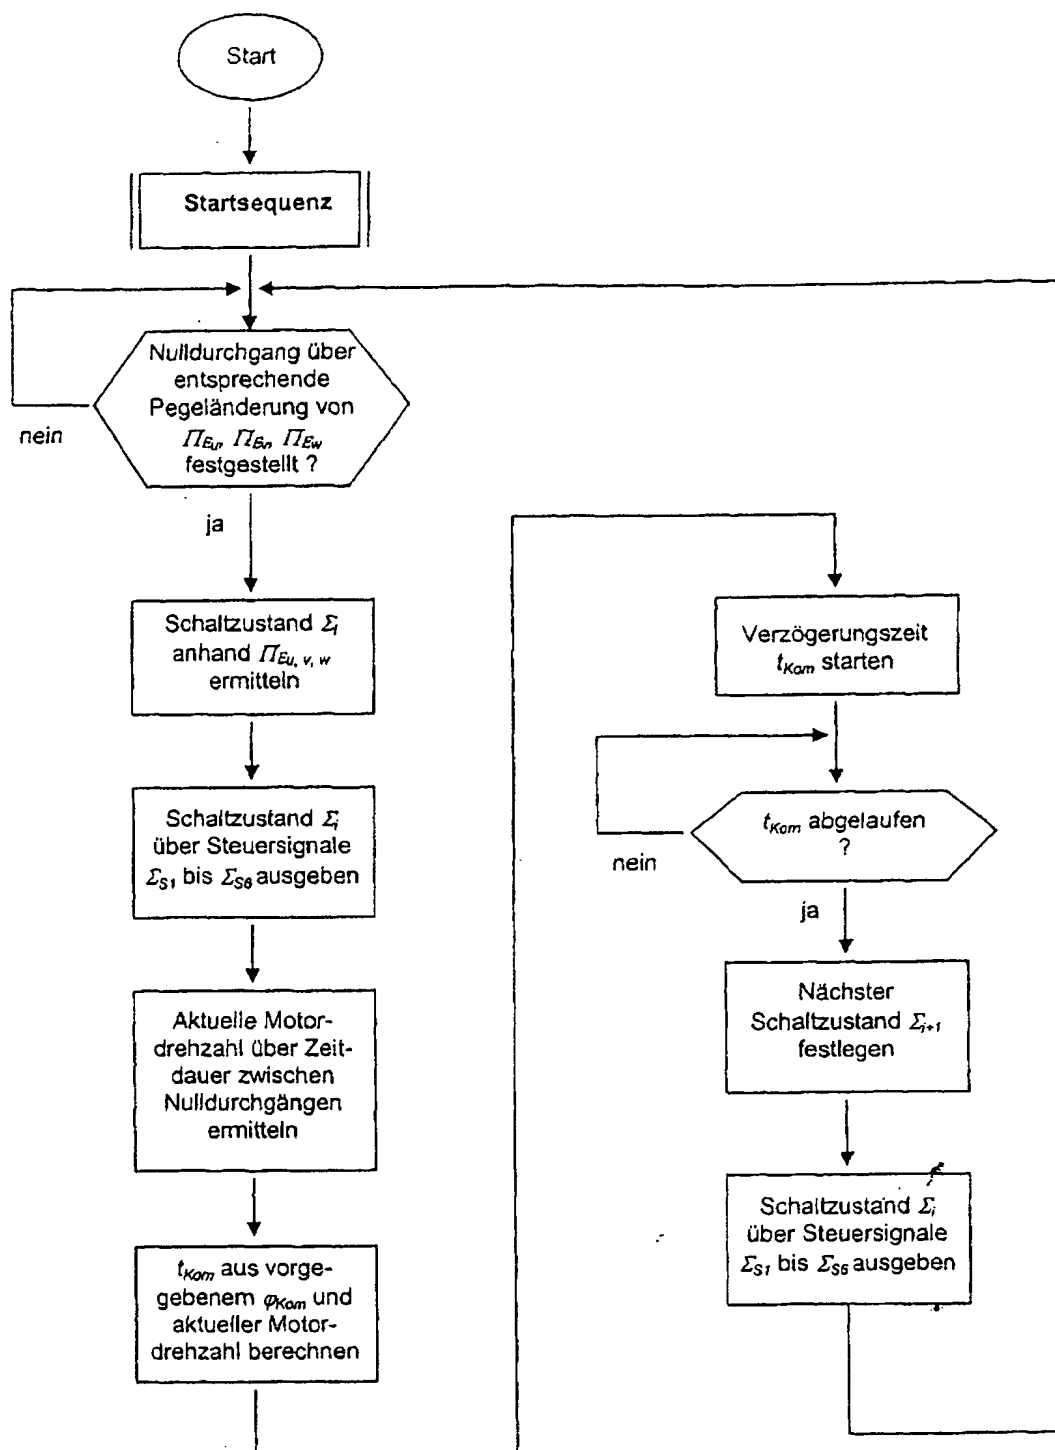 Start
Startsequenz
Nulldurchgang über
entsprechende
Pegeländerung von
Π_Eu, Π_Ev, Π_Ew
festgestellt ?
nein
ja
Schaltzustand Σ_i
anhand Π_Eu, v, w
ermitteln
Schaltzustand Σ_i
über Steuersignale
Σ_S1 bis Σ_S6 ausgeben
Aktuelle Motor-
drehzahl über Zeit-
dauer zwischen
Nulldurchgängen
ermitteln
t_Kom aus vorge-
gebenem φ_Kom und
aktueller Motor-
drehzahl berechnen
Verzögerungszeit
t_Kom starten
t_Kom abgelaufen
?
nein
ja
Nächster
Schaltzustand Σ_i+1
festlegen
Schaltzustand Σ_i
über Steuersignale
Σ_S1 bis Σ_S6 ausgeben